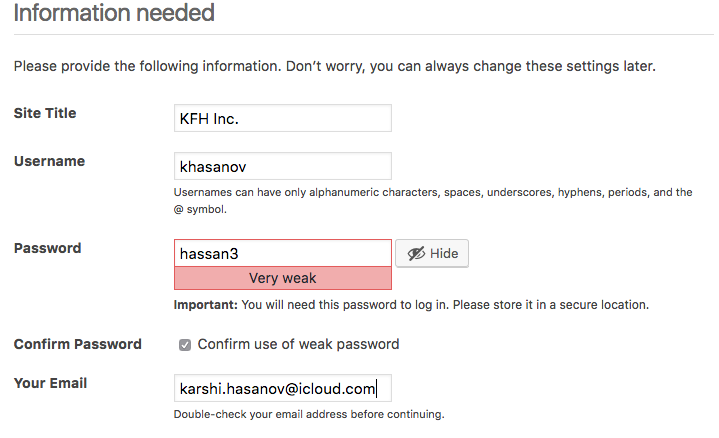 Information needed
Please provide the following information. Don’t worry, you can always change these settings later.
Site Title
KFH Inc.
Username
khasanov
Usernames can have only alphanumeric characters, spaces, underscores, hyphens, periods, and the
@ symbol.
Password
hassan3
Hide
Very weak
Important: You will need this password to log in. Please store it in a secure location.
Confirm Password
Confirm use of weak password
Your Email
karshi.hasanov@icloud.com
Double-check your email address before continuing.